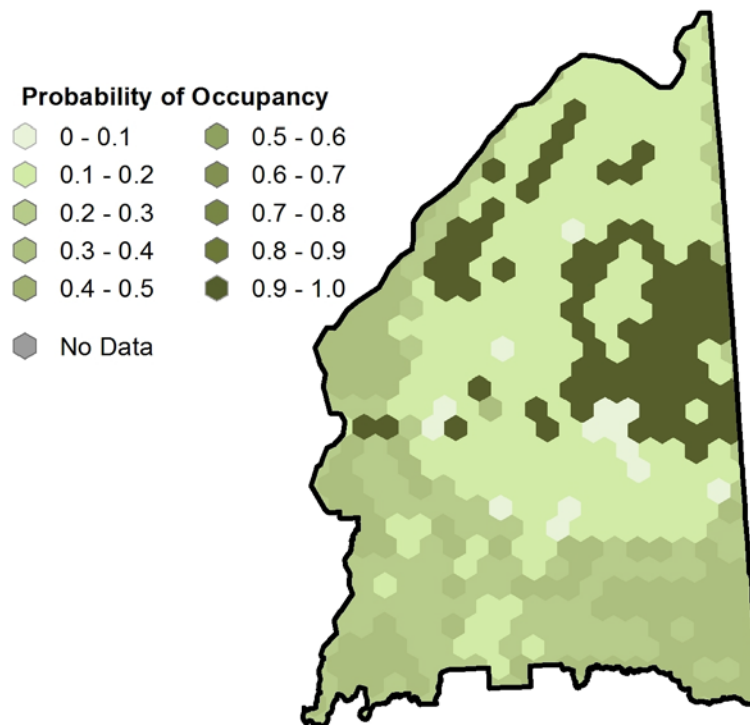 Probability of Occupancy
0 - 0.1
0.1 - 0.2
0.2 - 0.3
0.3 - 0.4
0.4 - 0.5
0.5 - 0.6
0.6 - 0.7
0.7 - 0.8
0.8 - 0.9
0.9 - 1.0
No Data